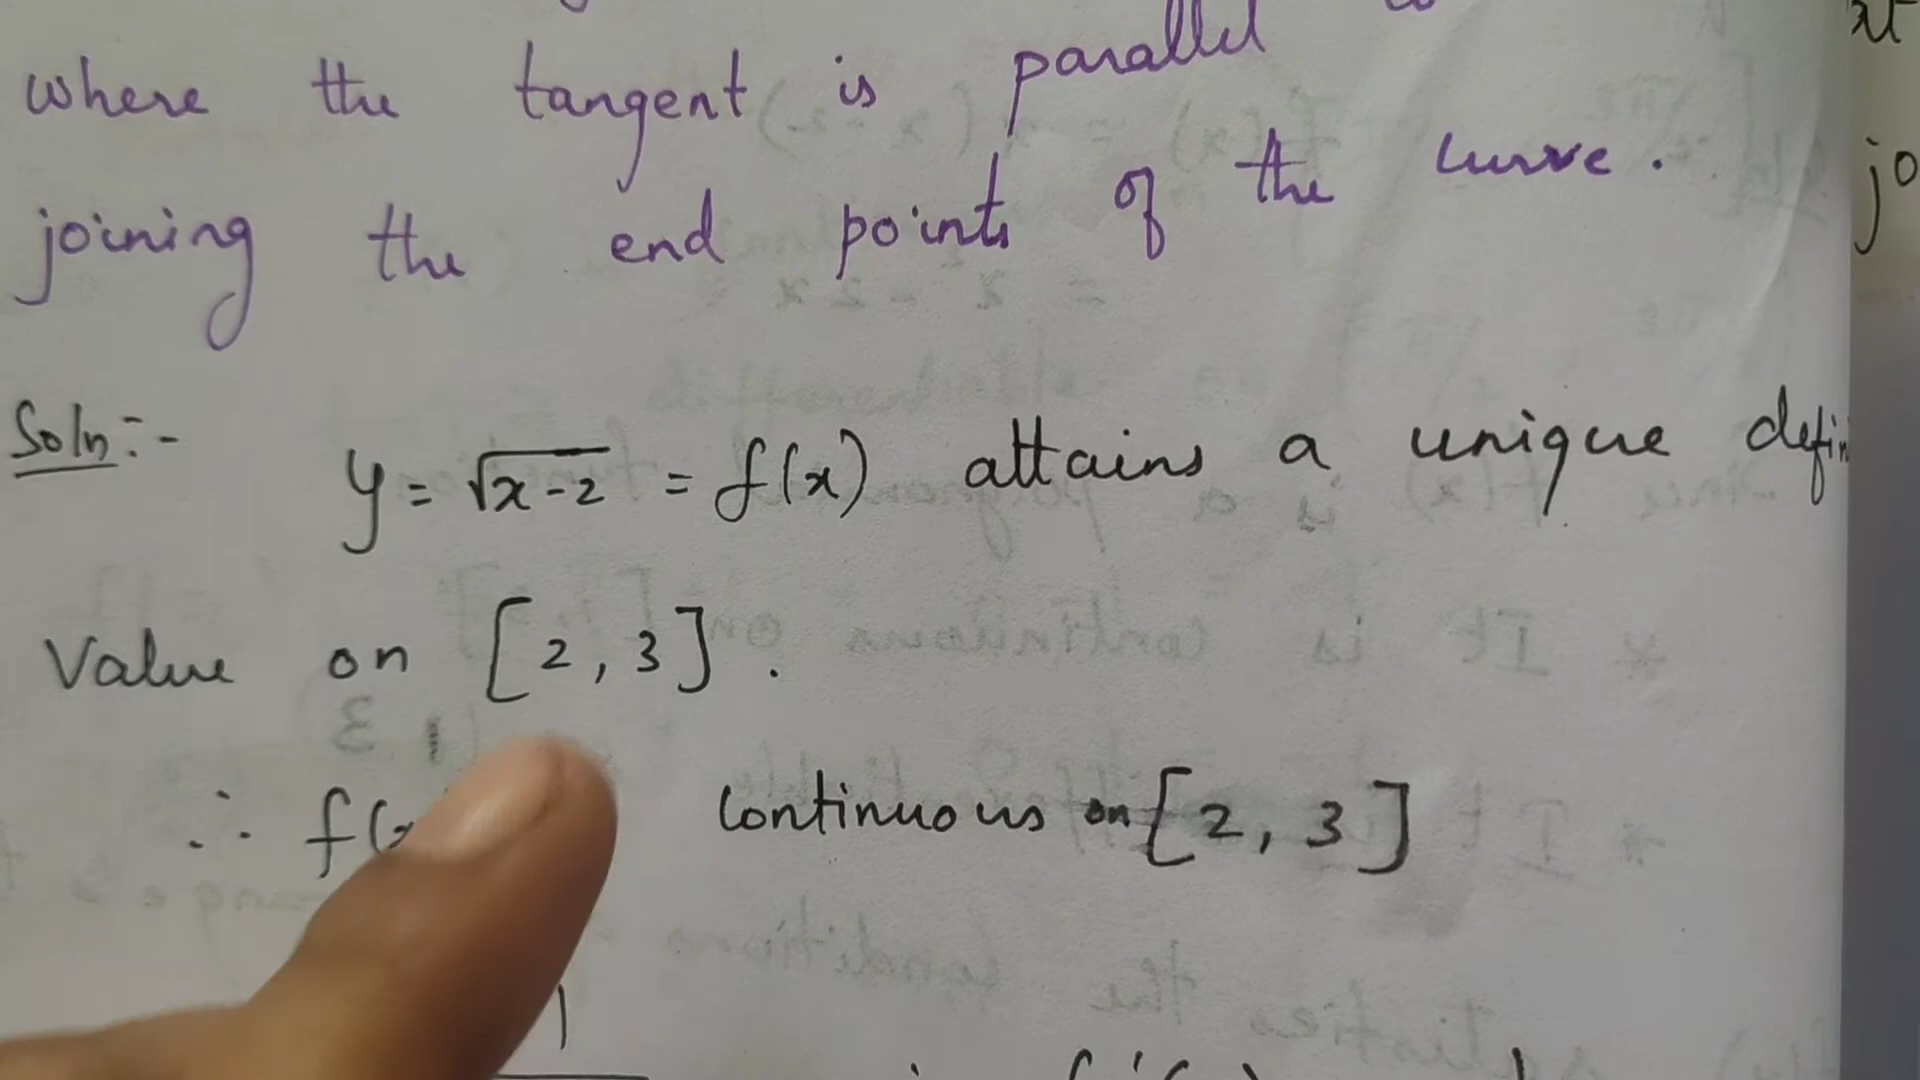 where the tangent is parallel
joining the end points of the curve.
Soln:- y = √x-2 = f(x) attains a unique defin
Value on [2, 3].
∴ f(x continuous on [2, 3]